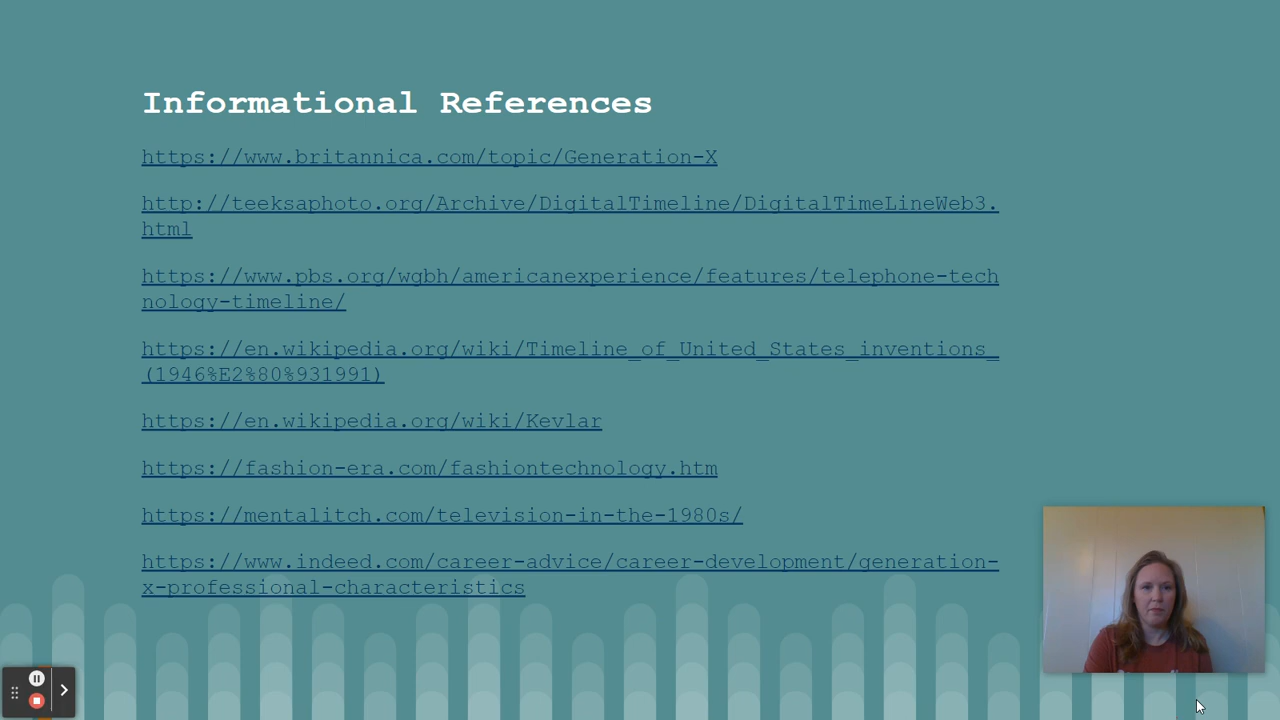 Informational References
https://www.britannica.com/topic/Generation-X
http://teeksaphoto.org/Archive/DigitalTimeline/DigitalTimeLineWeb3.
html
https://www.pbs.org/wgbh/americanexperience/features/telephone-tech
nology-timeline/
https://en.wikipedia.org/wiki/Timeline_of_United_States_inventions_
(1946%E2%80%931991)
https://en.wikipedia.org/wiki/Kevlar
https://fashion-era.com/fashiontechnology.htm
https://mentalitch.com/television-in-the-1980s/
https://www.indeed.com/career-advice/career-development/generation-
x-professional-characteristics